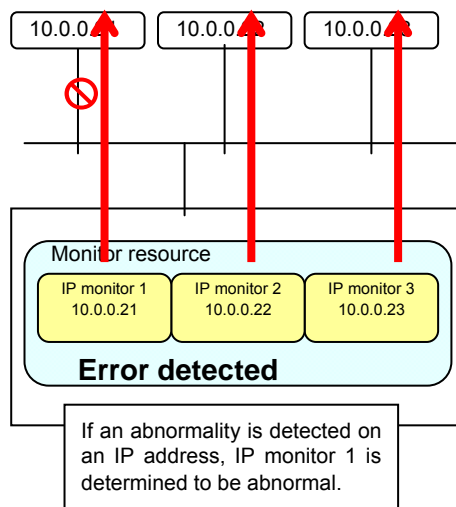 10.0.0.
10.0.0.
10.0.0.
Monitor resource
IP monitor 1
10.0.0.21
IP monitor 2
10.0.0.22
IP monitor 3
10.0.0.23
Error detected
If an abnormality is detected on
an IP address, IP monitor 1 is
determined to be abnormal.